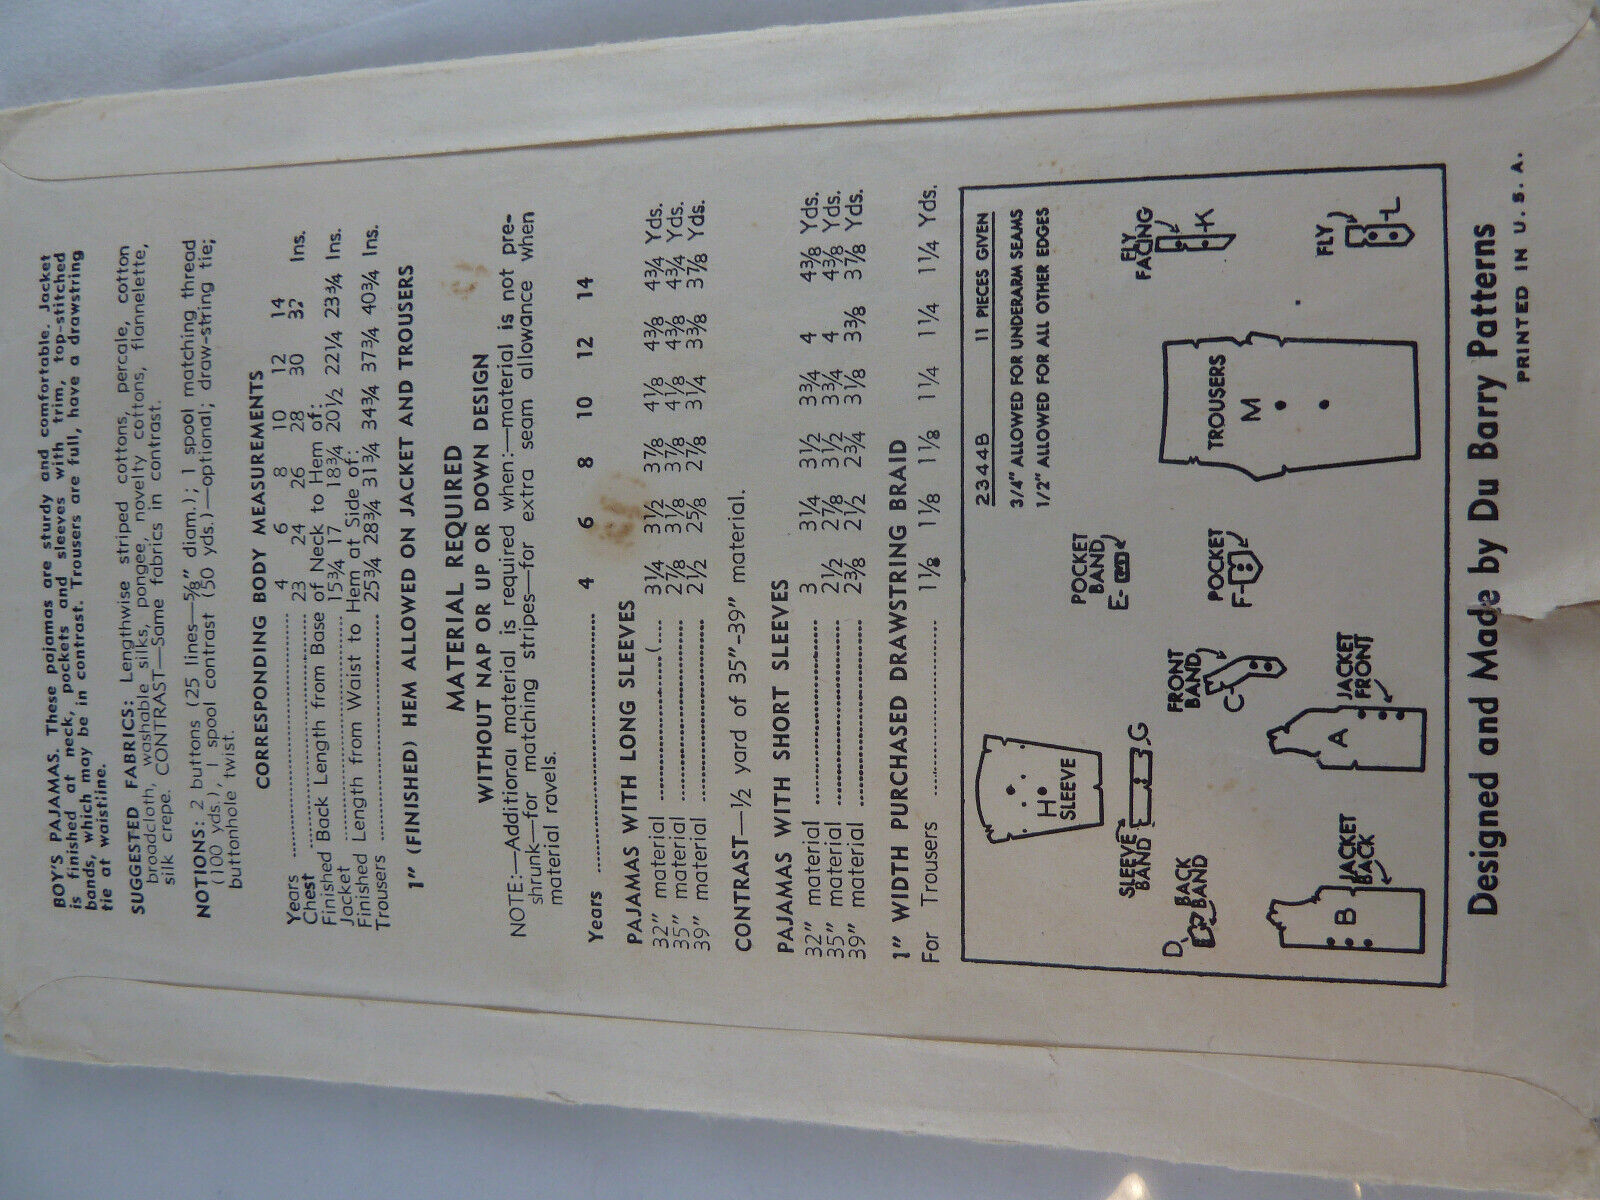 BOY'S PAJAMAS. These pajamas are sturdy and comfortable. Jacket
is finished at neck, pockets and sleeves with trim, top-stitched
bands, which may be in contrast. Trousers are full, have a drawstring
tie at waistline.
SUGGESTED FABRICS: Lengthwise striped cottons, percale, cotton
broadcloth, washable silks, pongee, novelty cottons, flannelette,
silk crepe. CONTRAST—Same fabrics in contrast.
NOTIONS: 2 buttons (25 lines—5/8" diam.); 1 spool matching thread
(100 yds.), 1 spool contrast (50 yds.)—optional; draw-string tie;
buttonhole twist.
CORRESPONDING BODY MEASUREMENTS
Years 4 6 8 10 12 14
Chest 23 24 26 28 30 32 Ins.
Finished Back Length from Base of Neck to Hem of:
Jacket 15¾ 17 18¾ 20½ 22¼ 23¾ Ins.
Finished Length from Waist to Hem at Side of:
Trousers 25¾ 28¾ 31¾ 34¾ 37¾ 40¾ Ins.
1" (FINISHED) HEM ALLOWED ON JACKET AND TROUSERS
MATERIAL REQUIRED
WITHOUT NAP OR UP OR DOWN DESIGN
NOTE:—Additional material is required when:—material is not pre-
shrunk—for matching stripes—for extra seam allowance when
material ravels.
Years 4 6 8 10 12 14
PAJAMAS WITH LONG SLEEVES
32" material 3¼ 3½ 3⅞ 4⅛ 4⅜ 4¾ Yds.
35" material 2⅞ 3⅛ 3⅞ 4⅛ 4⅜ 4¾ Yds.
39" material 2½ 2⅝ 2⅞ 3¼ 3⅜ 3⅞ Yds.
CONTRAST—½ yard of 35"-39" material.
PAJAMAS WITH SHORT SLEEVES
32" material 3 3¼ 3½ 3¾ 4 4⅜ Yds.
35" material 2½ 2⅞ 3½ 3¾ 4 4⅜ Yds.
39" material 2⅜ 2½ 2¾ 3⅛ 3⅜ 3⅞ Yds.
1" WIDTH PURCHASED DRAWSTRING BRAID
For Trousers 1⅛ 1⅛ 1⅛ 1¼ 1¼ 1¼ Yds.
2344B 11 PIECES GIVEN
3/4" ALLOWED FOR UNDERARM SEAMS
1/2" ALLOWED FOR ALL OTHER EDGES
H
SLEEVE
SLEEVE
BAND
G
D
BACK
BAND
FRONT
BAND
C
POCKET
BAND
E
POCKET
F
B
JACKET
BACK
A
JACKET
FRONT
TROUSERS
M
FLY
FACING
K
FLY
L
Designed and Made by Du Barry Patterns
PRINTED IN U. S. A.